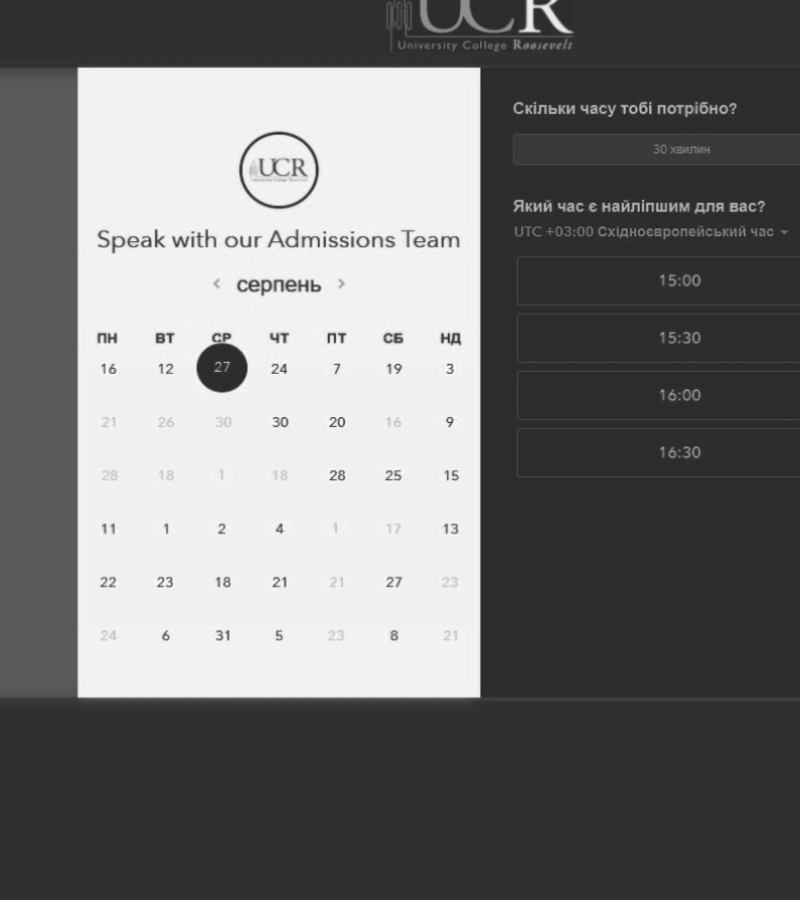 UCR
University College Roosevelt
UCR
Speak with our Admissions Team
< серпень >
ПН ВТ СР ЧТ ПТ СБ НД
16 12 27 24 7 19 3
21 26 30 30 20 16 9
28 18 1 18 28 25 15
11 1 2 4 1 17 13
22 23 18 21 21 27 23
24 6 31 5 23 8 21
Скільки часу тобі потрібно?
30 хвилин
Який час є найліпшим для вас?
UTC +03:00 Східноєвропейський час
15:00
15:30
16:00
16:30